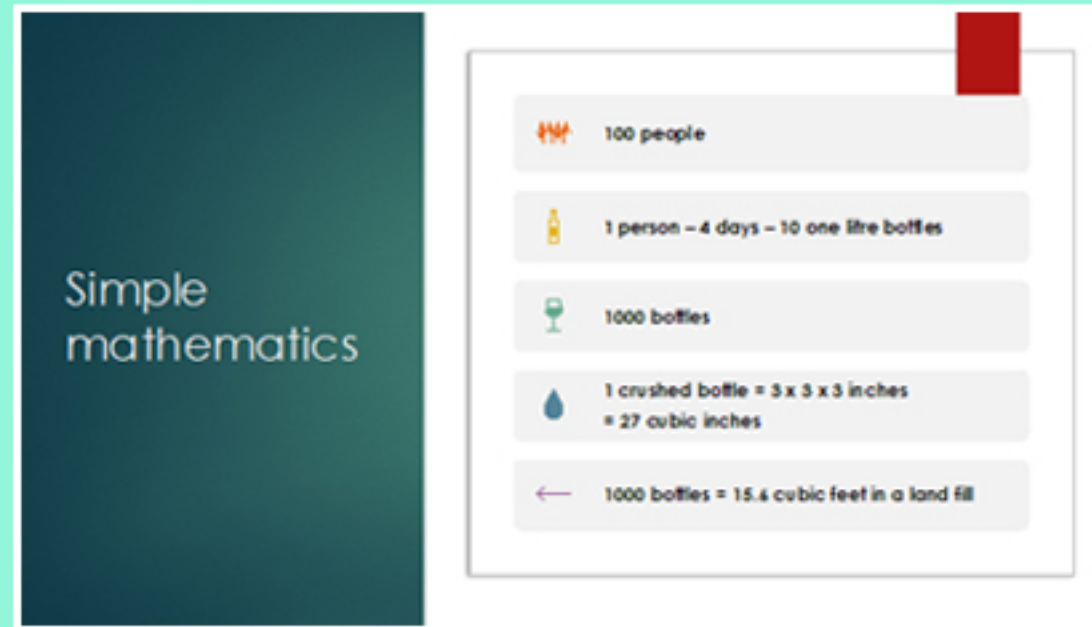 Simple
mathematics
100 people
1 person – 4 days – 10 one litre bottles
1000 bottles
1 crushed bottle = 3 x 3 x 3 inches
= 27 cubic inches
1000 bottles = 15.6 cubic feet in a land fill